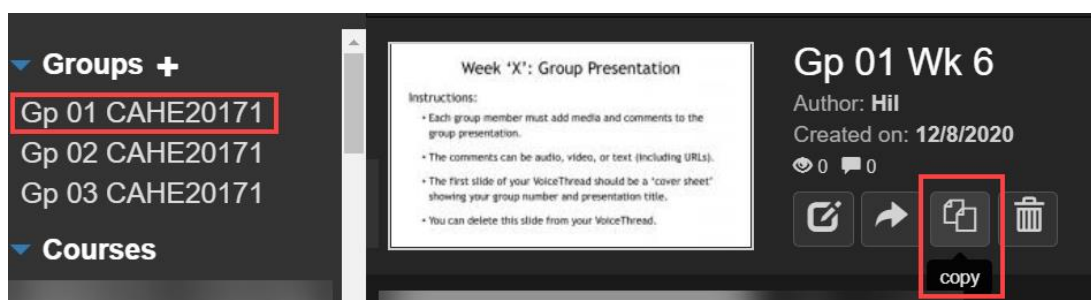 Groups +
Gp 01 CAHE20171
Gp 02 CAHE20171
Gp 03 CAHE20171
Courses
Week ‘X’: Group Presentation
Instructions:
• Each group member must add media and comments to the
group presentation.
• The comments can be audio, video, or text (including URLs).
• The first slide of your VoiceThread should be a "cover sheet"
showing your group number and presentation title.
• You can delete this slide from your VoiceThread.
Gp 01 Wk 6
Author: Hil
Created on: 12/8/2020
0 0
copy